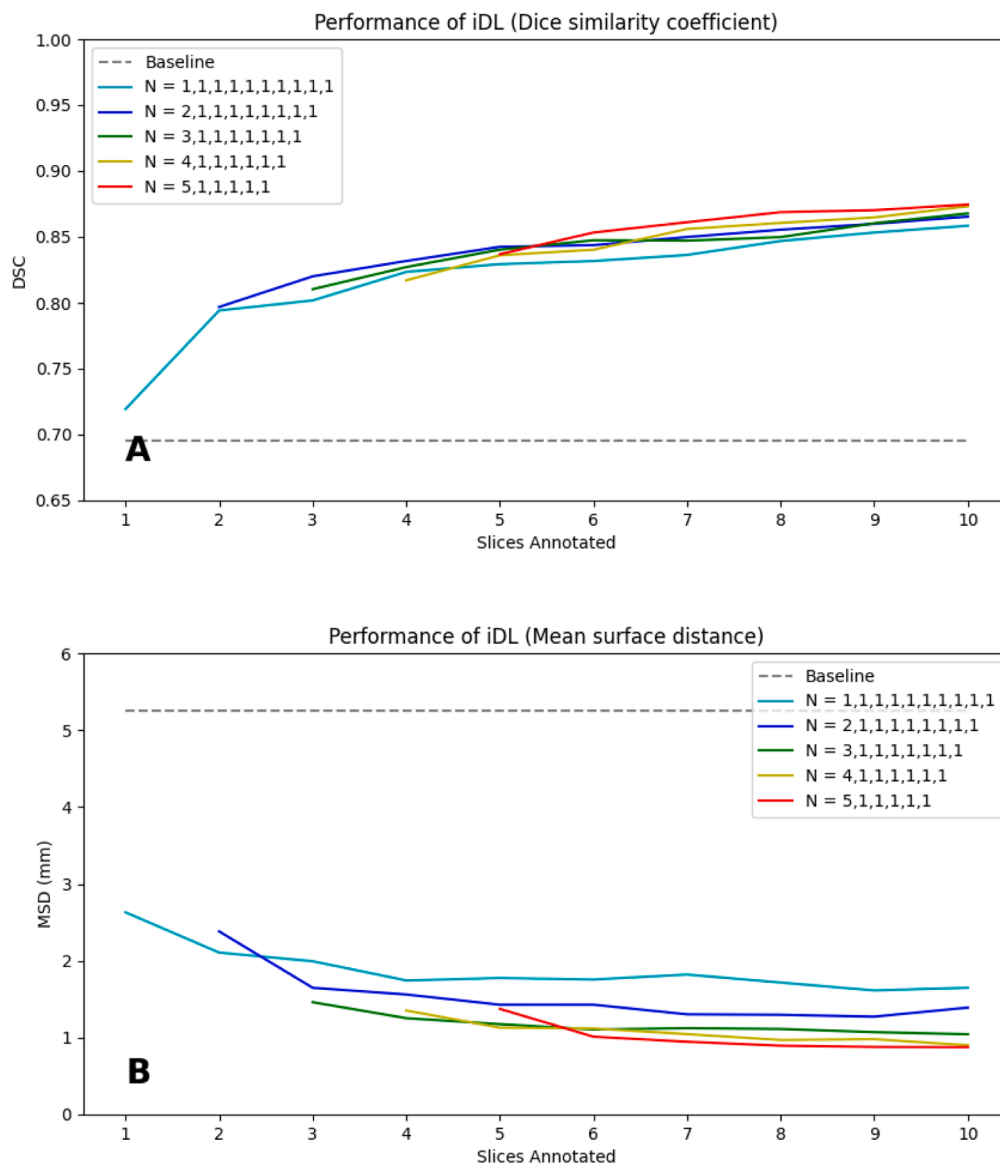 Performance of iDL (Dice similarity coefficient)
1.00
0.95
0.90
0.85
0.80
0.75
0.70
0.65
DSC
Baseline
N = 1,1,1,1,1,1,1,1,1,1
N = 2,1,1,1,1,1,1,1,1
N = 3,1,1,1,1,1,1,1
N = 4,1,1,1,1,1,1
N = 5,1,1,1,1,1
A
1 2 3 4 5 6 7 8 9 10
Slices Annotated
Performance of iDL (Mean surface distance)
6
5
4
3
2
1
0
MSD (mm)
Baseline
N = 1,1,1,1,1,1,1,1,1,1
N = 2,1,1,1,1,1,1,1,1
N = 3,1,1,1,1,1,1,1
N = 4,1,1,1,1,1,1
N = 5,1,1,1,1,1
B
1 2 3 4 5 6 7 8 9 10
Slices Annotated